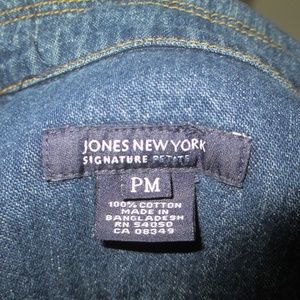 JONES NEW YORK
SIGNATURE PETITE
PM
100% COTTON
MADE IN
BANGLADESH
RN 54050
CA 08349